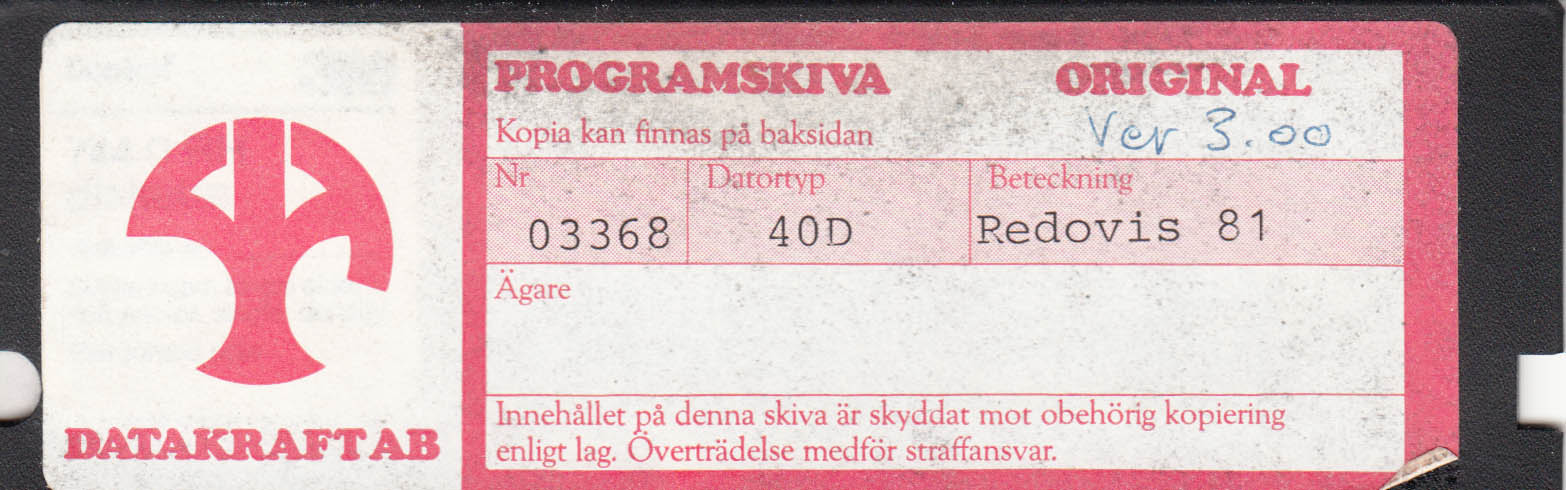 PROGRAMSKIVA ORIGINAL
Kopia kan finnas på baksidan Ver 3.00
Nr Datortyp Beteckning
03368 40D Redovis 81
Ägare
Innehållet på denna skiva är skyddat mot obehörig kopiering
enligt lag. Överträdelse medför straffansvar.
DATAKRAFT AB